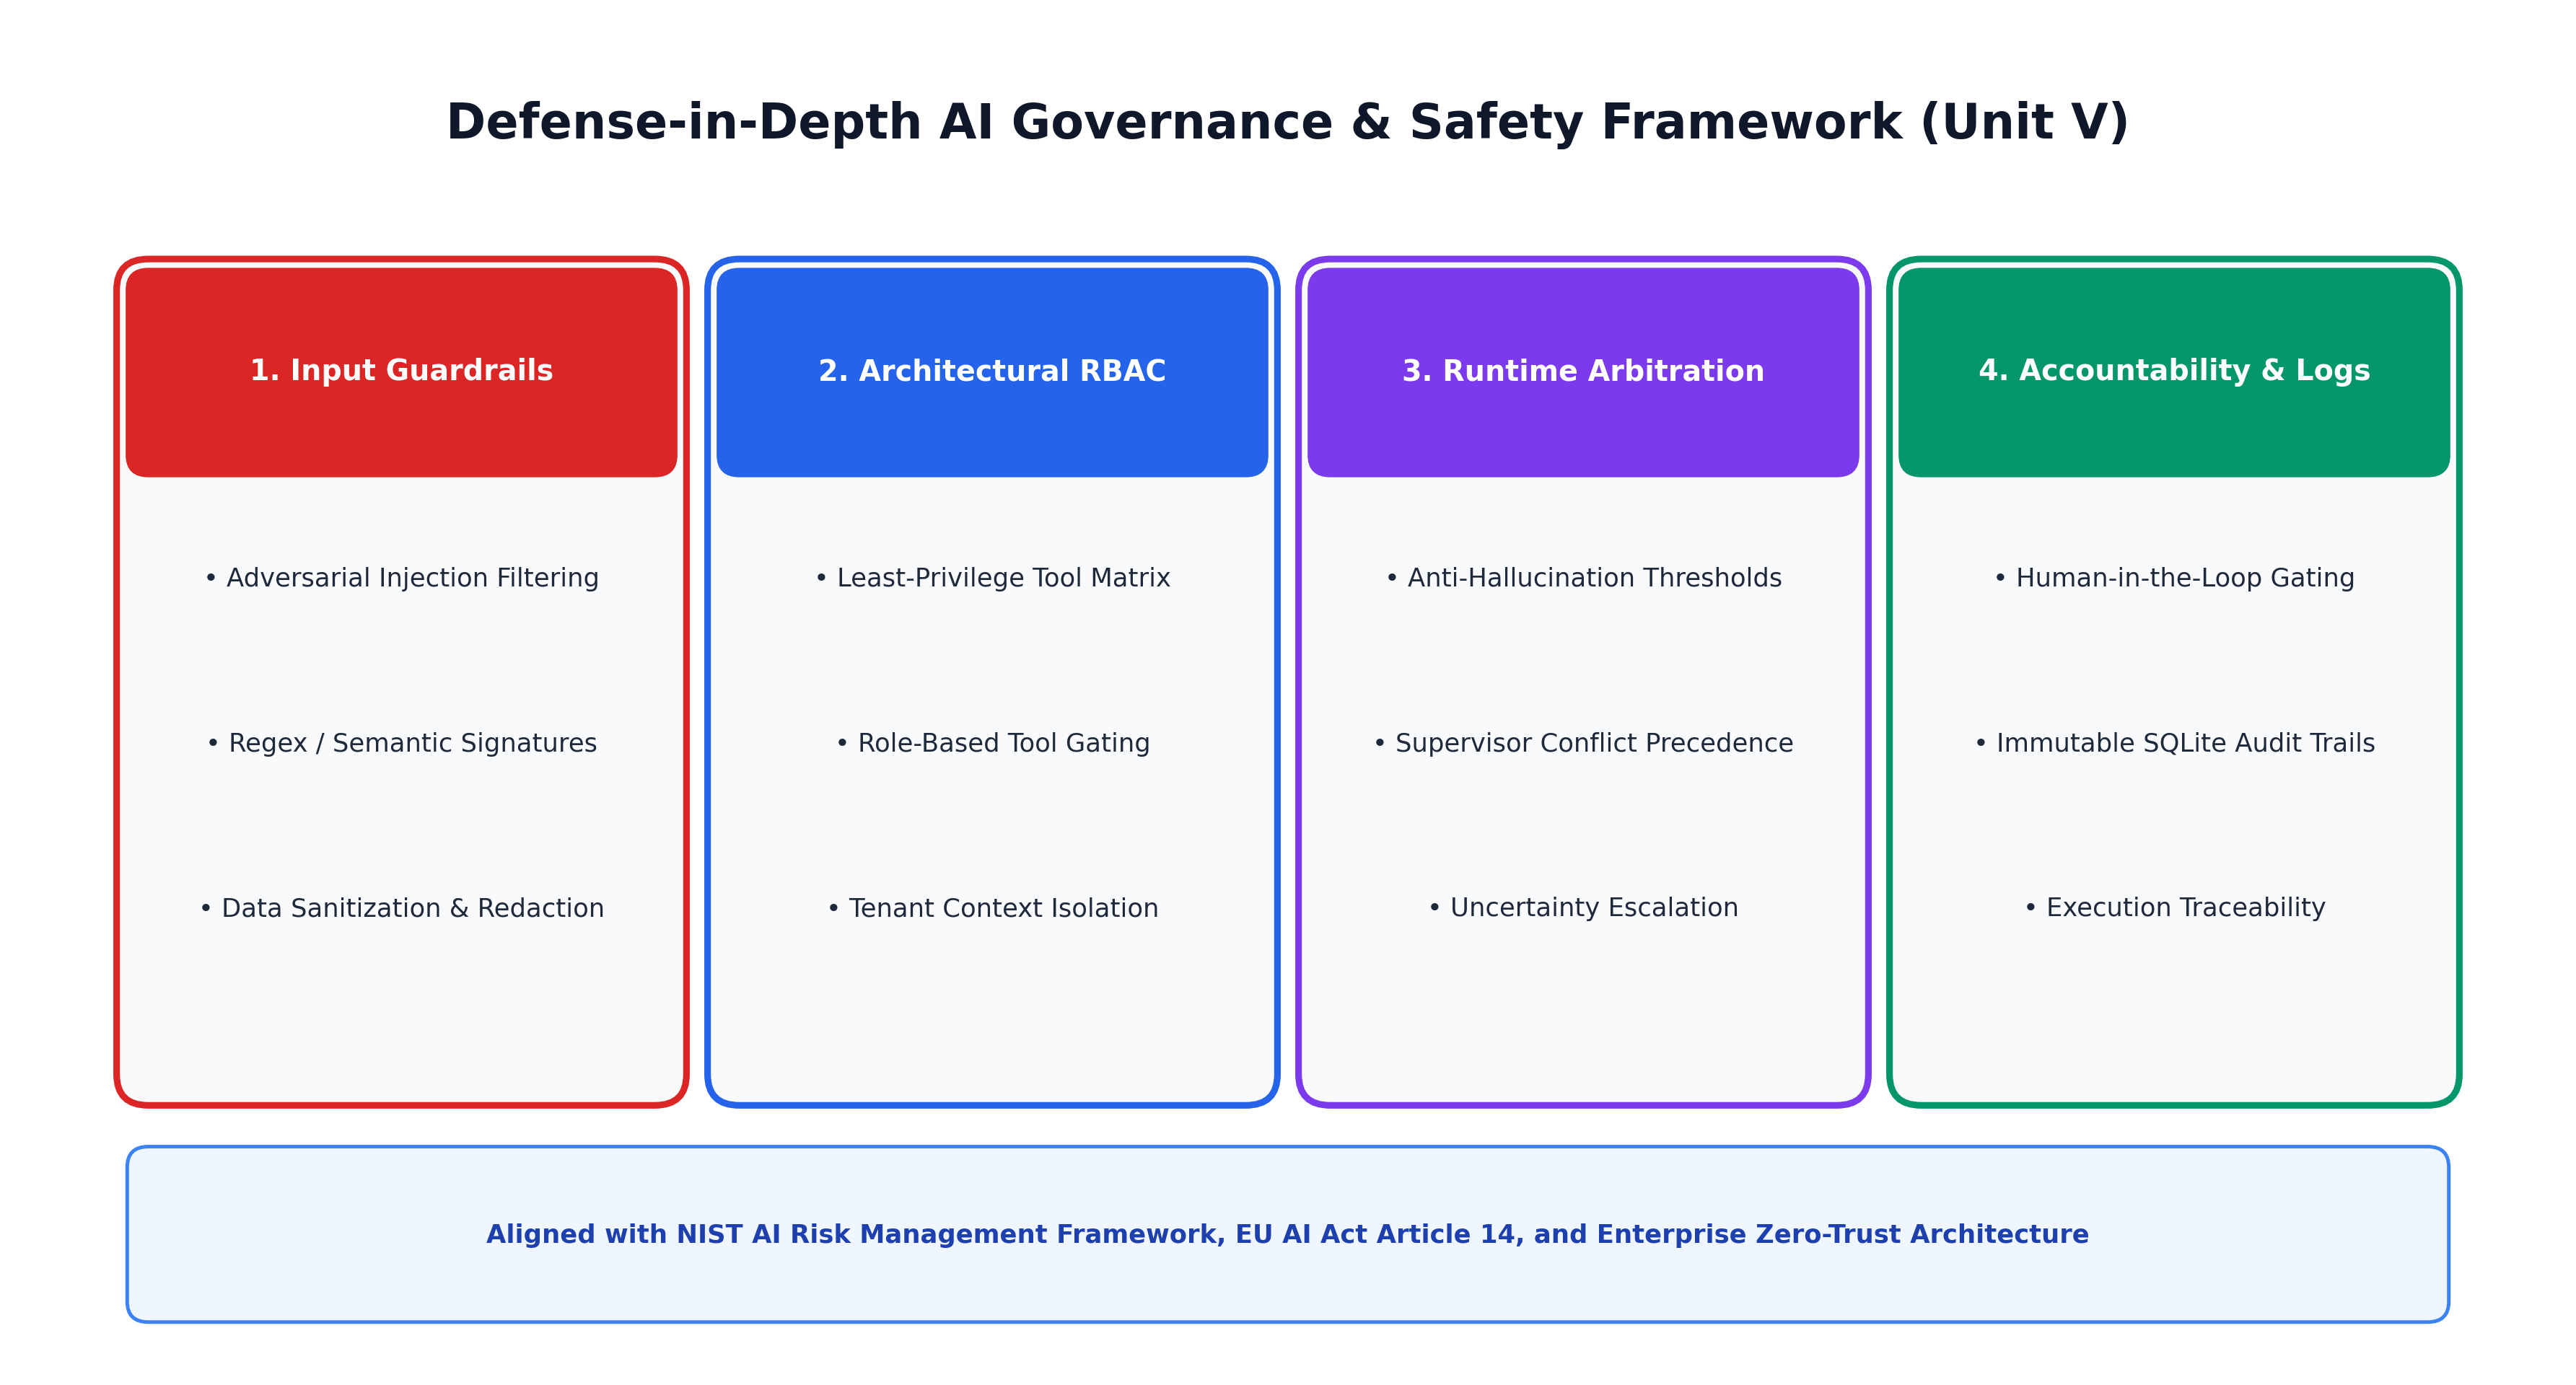 Defense-in-Depth AI Governance & Safety Framework (Unit V)
1. Input Guardrails
• Adversarial Injection Filtering
• Regex / Semantic Signatures
• Data Sanitization & Redaction
2. Architectural RBAC
• Least-Privilege Tool Matrix
• Role-Based Tool Gating
• Tenant Context Isolation
3. Runtime Arbitration
• Anti-Hallucination Thresholds
• Supervisor Conflict Precedence
• Uncertainty Escalation
4. Accountability & Logs
• Human-in-the-Loop Gating
• Immutable SQLite Audit Trails
• Execution Traceability
Aligned with NIST AI Risk Management Framework, EU AI Act Article 14, and Enterprise Zero-Trust Architecture